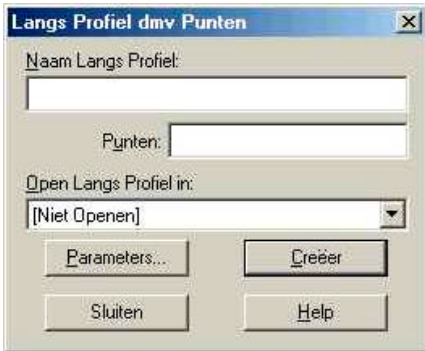 Langs Profiel dmv Punten
Naam Langs Profiel:
Punten:
Open Langs Profiel in:
[Niet Openen]
Parameters... Creëer
Sluiten Help